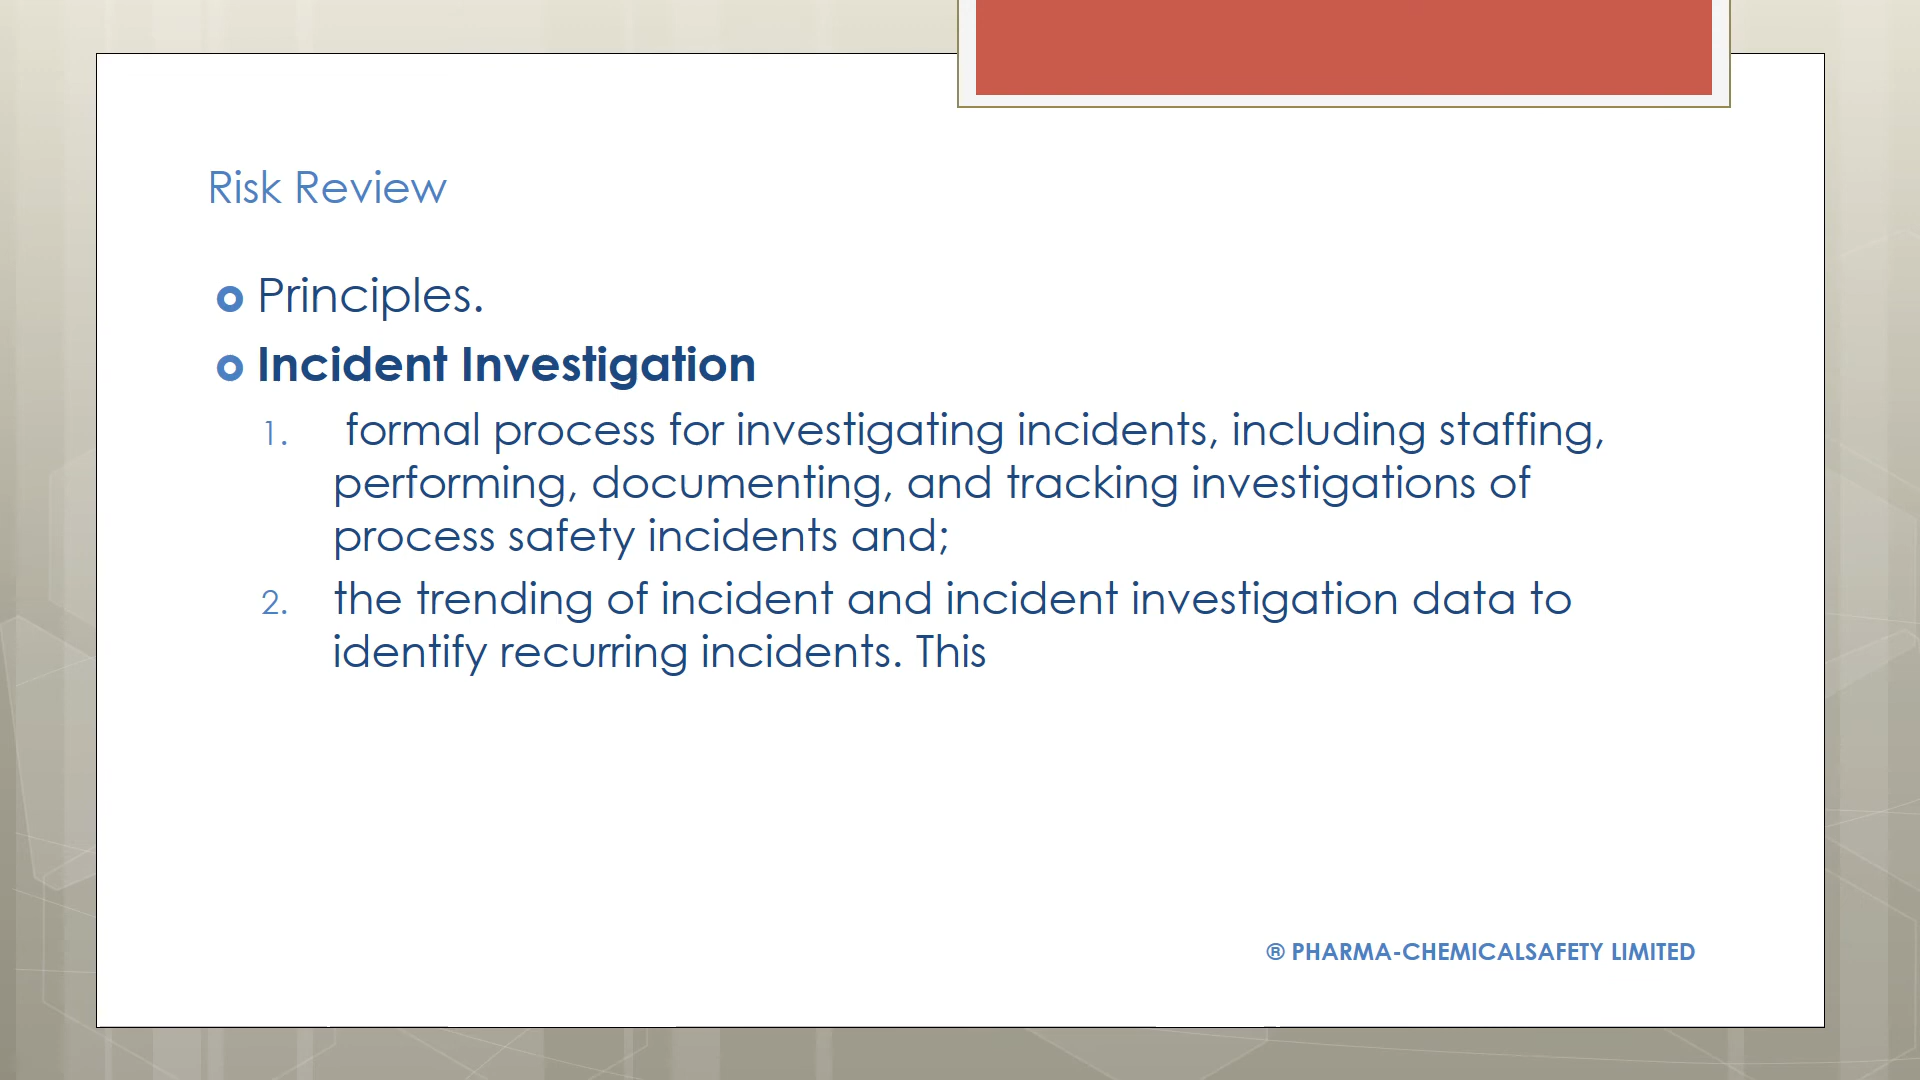 Risk Review
Principles.
Incident Investigation
1. formal process for investigating incidents, including staffing,
performing, documenting, and tracking investigations of
process safety incidents and;
2. the trending of incident and incident investigation data to
identify recurring incidents. This
® PHARMA-CHEMICALSAFETY LIMITED